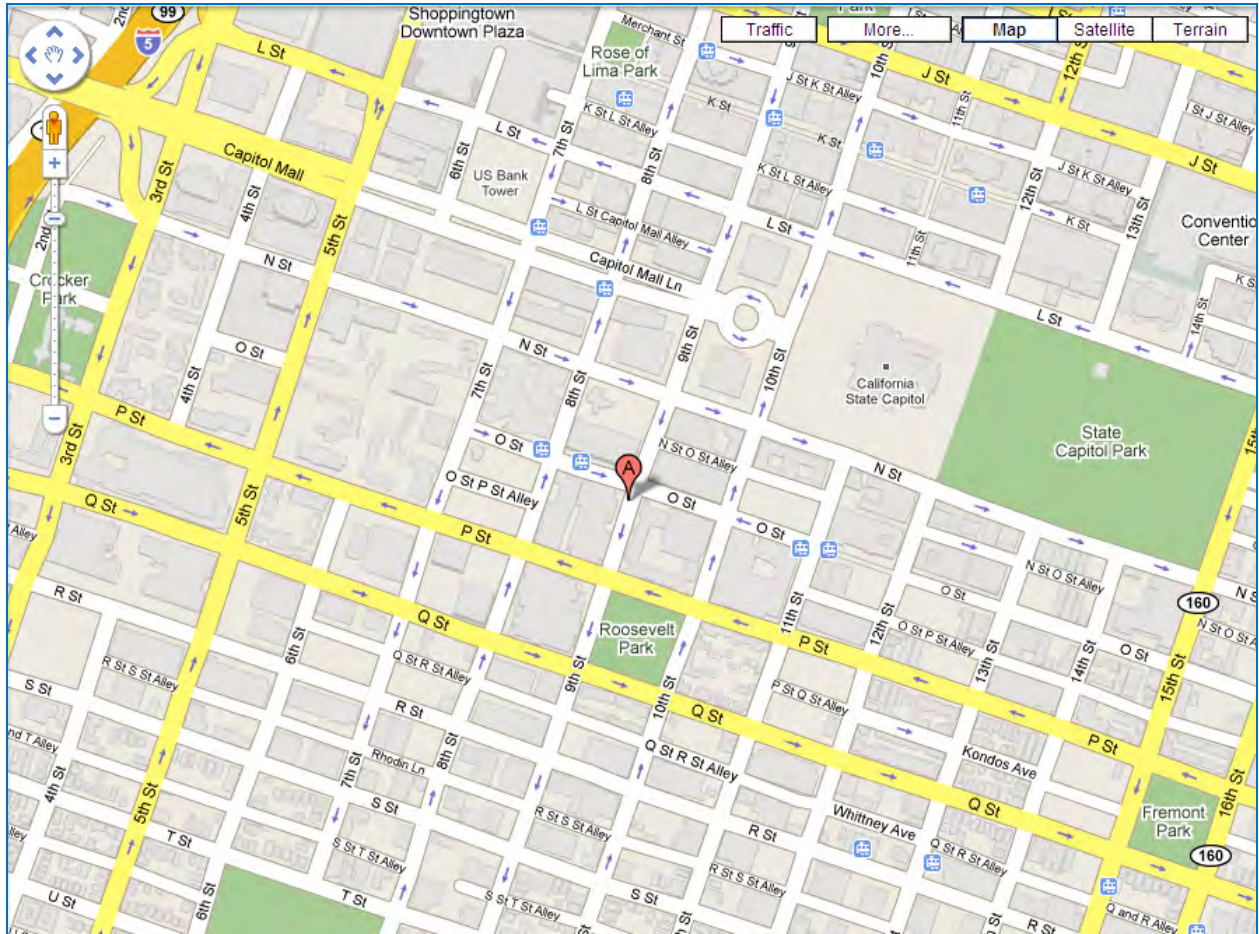 99
5
2nd
L St
Shoppingtown
Downtown Plaza
Merchant St
Rose of
Lima Park
Park
Traffic
More...
Map
Satellite
Terrain
10th St
J St
12th St
J St K St Alley
11th St
I St J St Alley
K St
K St L St Alley
L St
7th St
6th St
8th St
K St
K St L St Alley
J St
J St K St Alley
12th St
K St
13th St
Convention
Center
K S
14th St
Capitol Mall
3rd St
4th St
US Bank
Tower
5th St
L St Capitol Mall Alley
Capitol Mall Ln
L St
11th St
2nd
N St
Crocker
Park
O St
4th St
N St
9th St
10th St
7th St
8th St
California
State Capitol
L St
State
Capitol Park
15th
P St
3rd St
O St
N St O St Alley
N St
A
O St P St Alley
O St
O St
Q St
5th St
P St
Alley
N St O St Alley
O St
160
N S
N St O St A
R St
6th St
Roosevelt
Park
11th St
12th St
O St P St Alley
O St
P St
13th St
14th St
15th St
R St S St Alley
Q St R St Alley
9th St
10th St
P St Q St Alley
S St
R St
Q St
P St
and T Alley
7th St
8th St
Rhodin Ln
Q St R St Alley
Kondos Ave
4th St
5th St
S St
Q St
16th St
Whittney Ave
Fremont
Park
R St S St Alley
R St
T St
S St T St Alley
Q St R St Alley
160
Alley
R St S St Alley
U St
6th St
T St
S St T St Alley
S St
R St
Q and R Alley